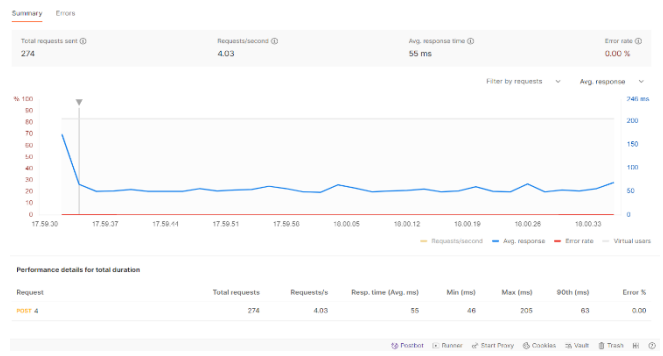 Summary Errors
Total requests sent Requests/second Avg. response time Error rate
274 4.03 55 ms 0.00 %
Filter by requests Avg. response
% 100 246 ms
90
80 200
70
60 150
50
40 100
30
20 50
10
0 0
17:59:30 17:59:37 17:59:44 17:59:51 17:59:58 18:00:05 18:00:12 18:00:19 18:00:26 18:00:33
Requests/second Avg. response Error rate Virtual users
Performance details for total duration
Request Total requests Requests/s Resp. time (Avg. ms) Min (ms) Max (ms) 90th (ms) Error %
POST 4 274 4.03 55 46 205 63 0.00
Postbot Runner Start Proxy Cookies Vault Trash